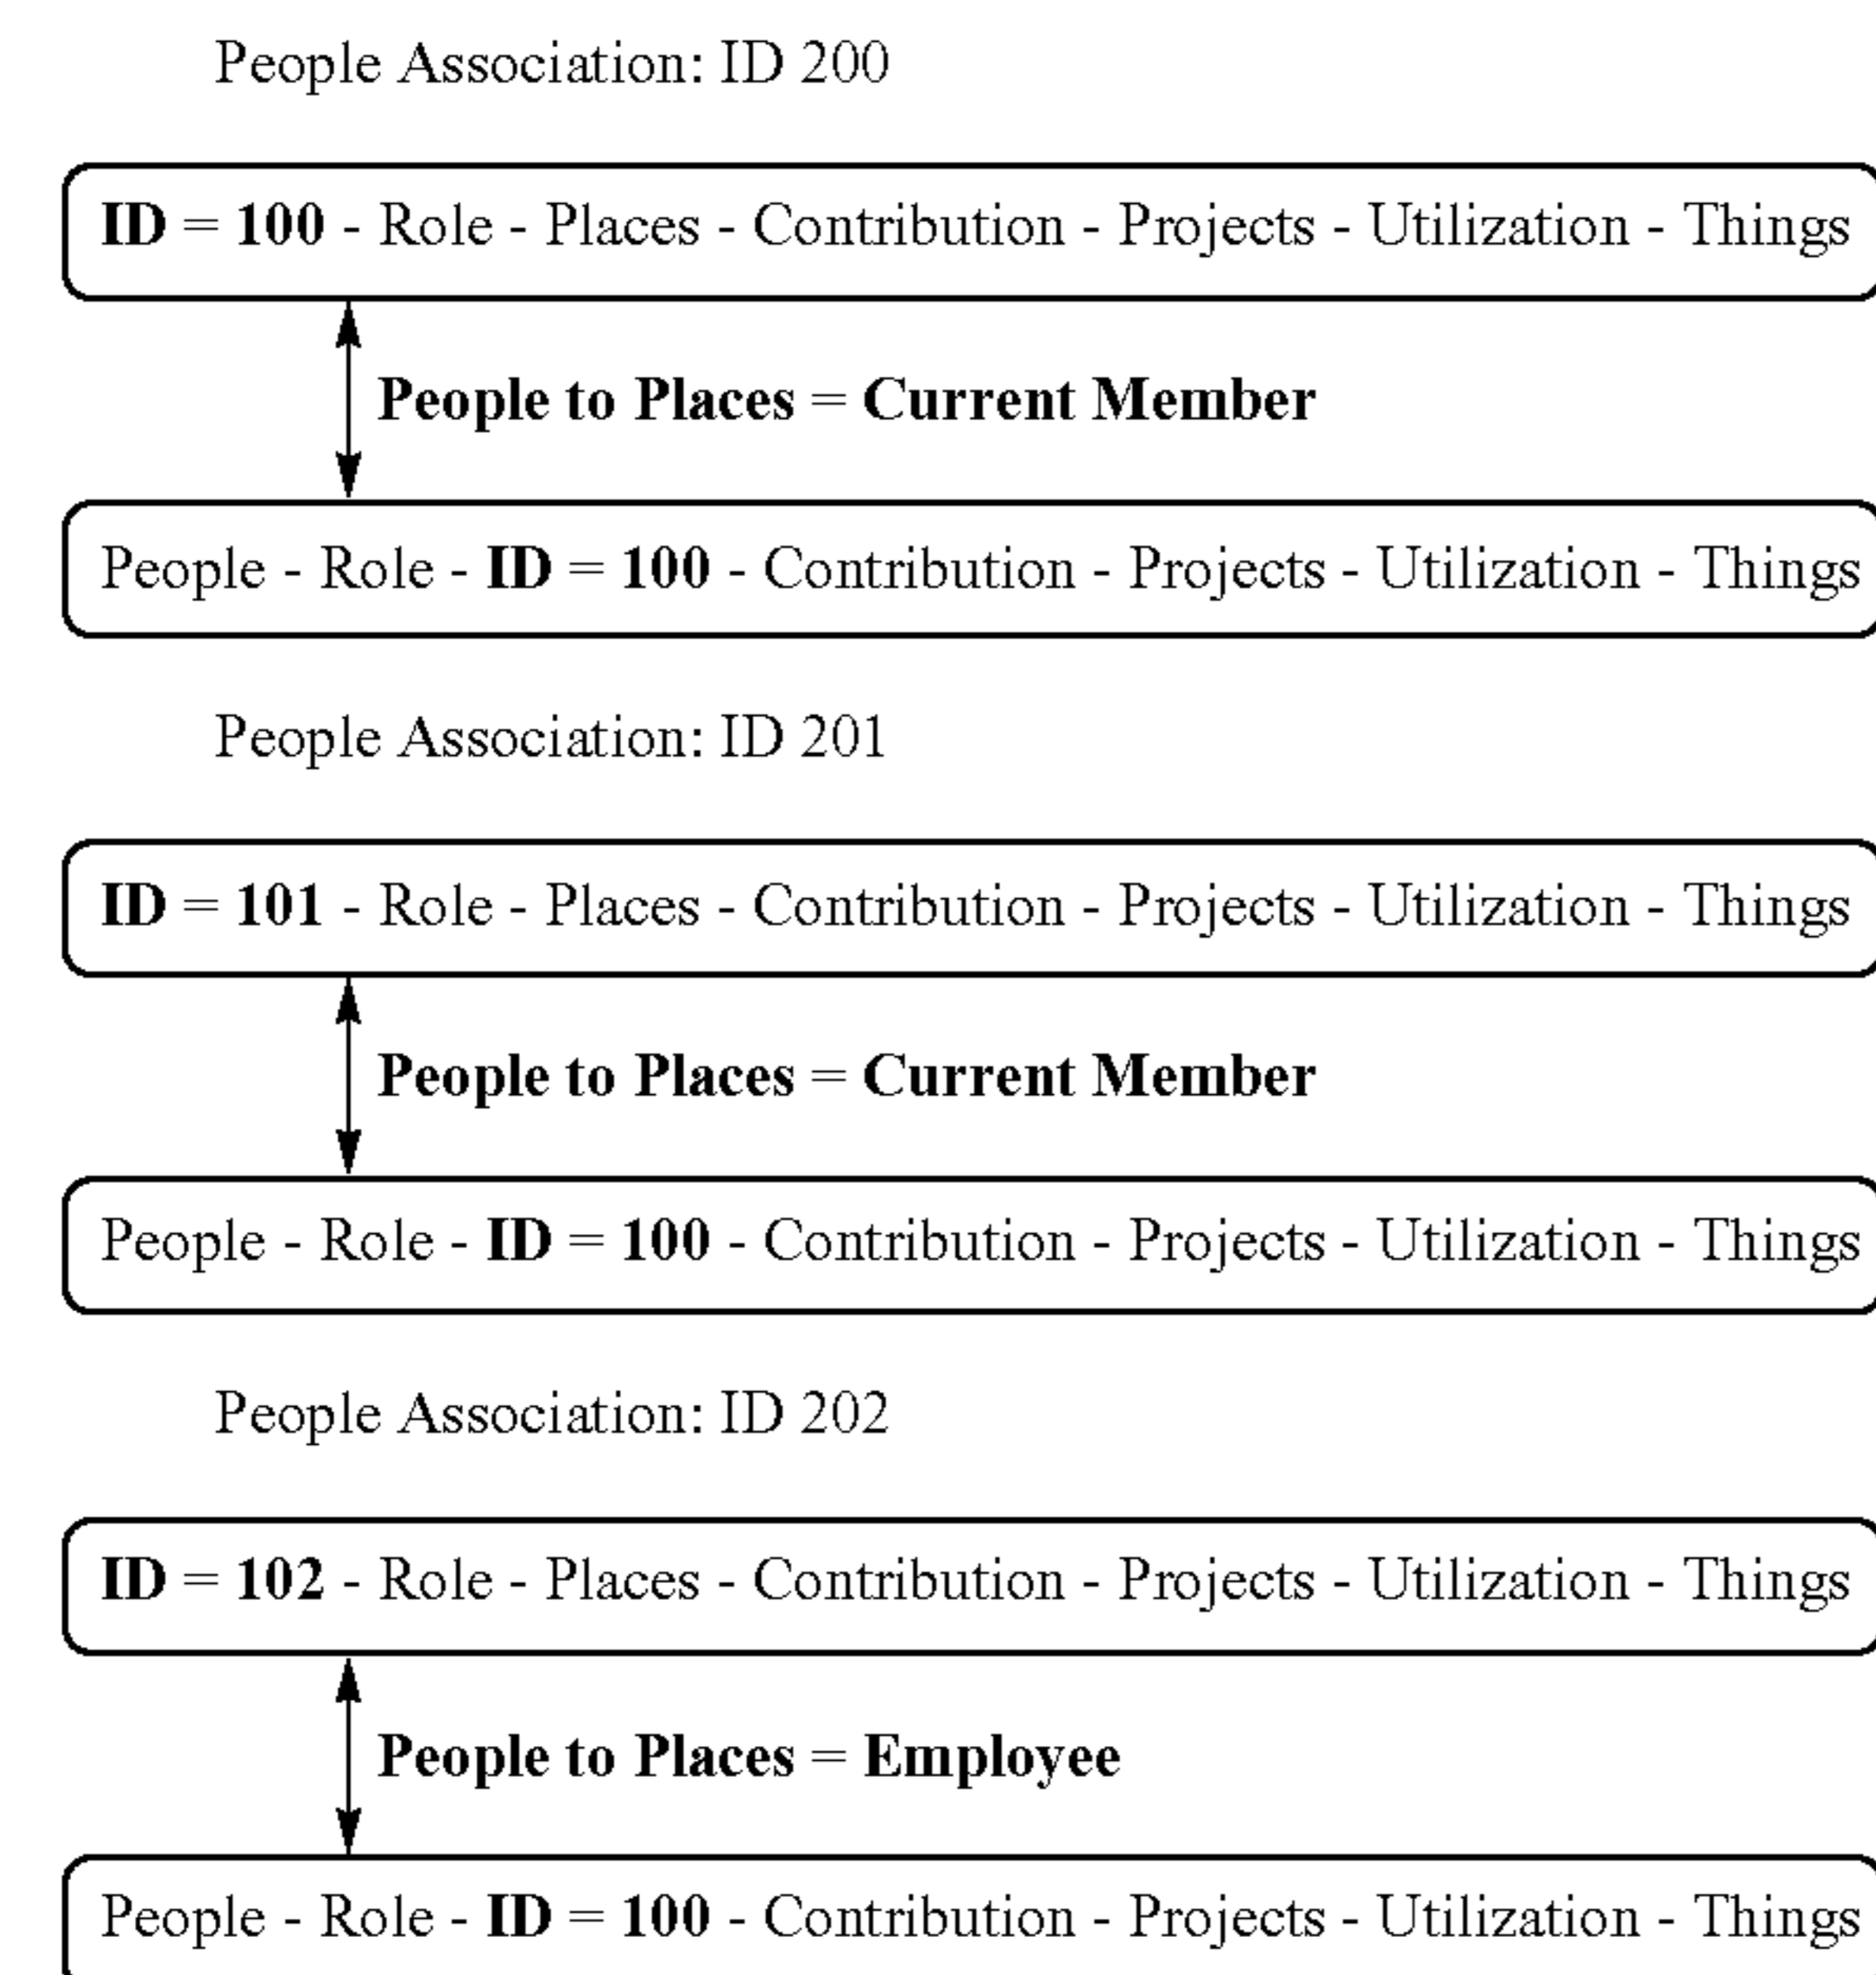 People Association: ID 200
ID = 100 - Role - Places - Contribution - Projects - Utilization - Things
People to Places = Current Member
People - Role - ID = 100 - Contribution - Projects - Utilization - Things
People Association: ID 201
ID = 101 - Role - Places - Contribution - Projects - Utilization - Things
People to Places = Current Member
People - Role - ID = 100 - Contribution - Projects - Utilization - Things
People Association: ID 202
ID = 102 - Role - Places - Contribution - Projects - Utilization - Things
People to Places = Employee
People - Role - ID = 100 - Contribution - Projects - Utilization - Things